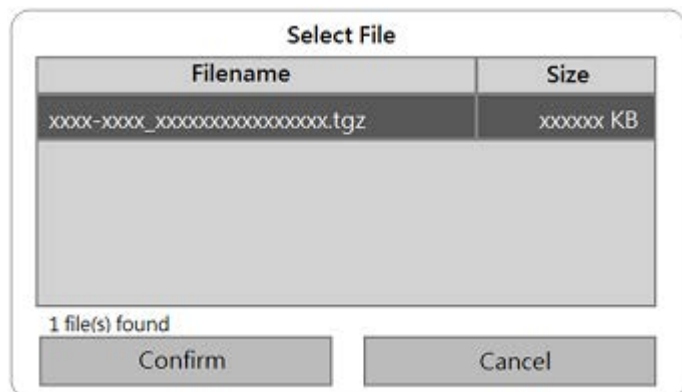 Select File
Filename Size
xxxx-xxxx_xxxxxxxxxxxxxxxx.tgz xxxxxx KB
1 file(s) found
Confirm Cancel